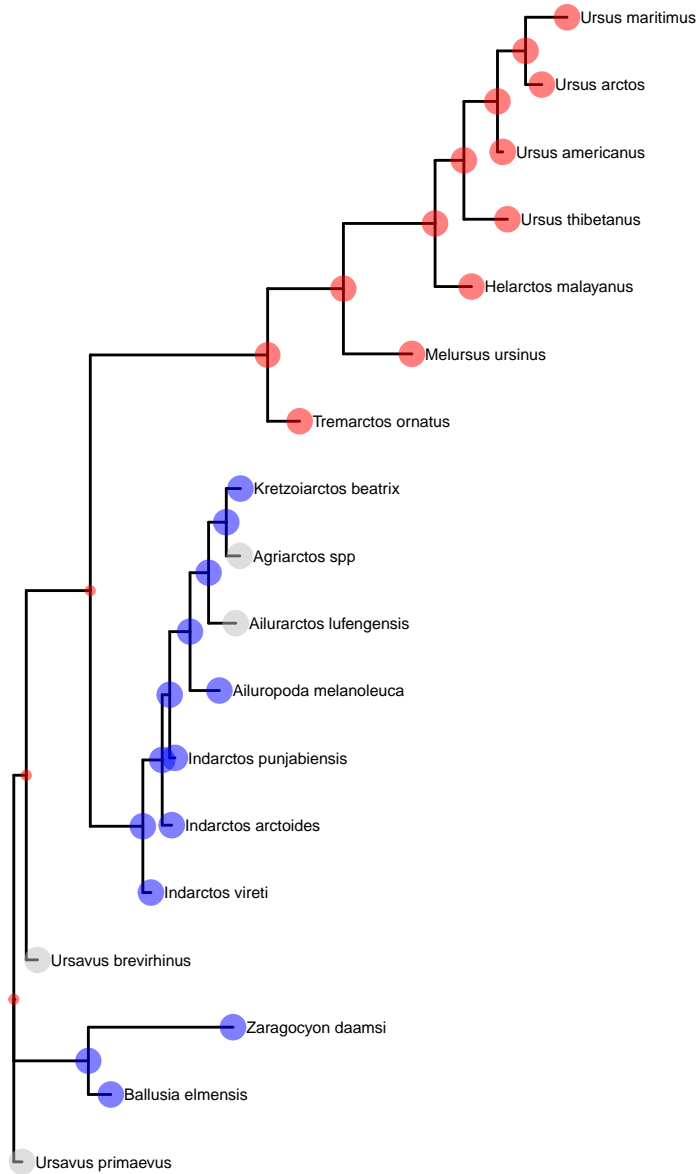 Ursus maritimus
Ursus arctos
Ursus americanus
Ursus thibetanus
Helarctos malayanus
Melursus ursinus
Tremarctos ornatus
Kretzoiarctos beatrix
Agriarctos spp
Ailurarctos lufengensis
Ailuropoda melanoleuca
Indarctos punjabiensis
Indarctos arctoides
Indarctos vireti
Ursavus brevirhinus
Zaragocyon daamsi
Ballusia elmensis
Ursavus primaevus